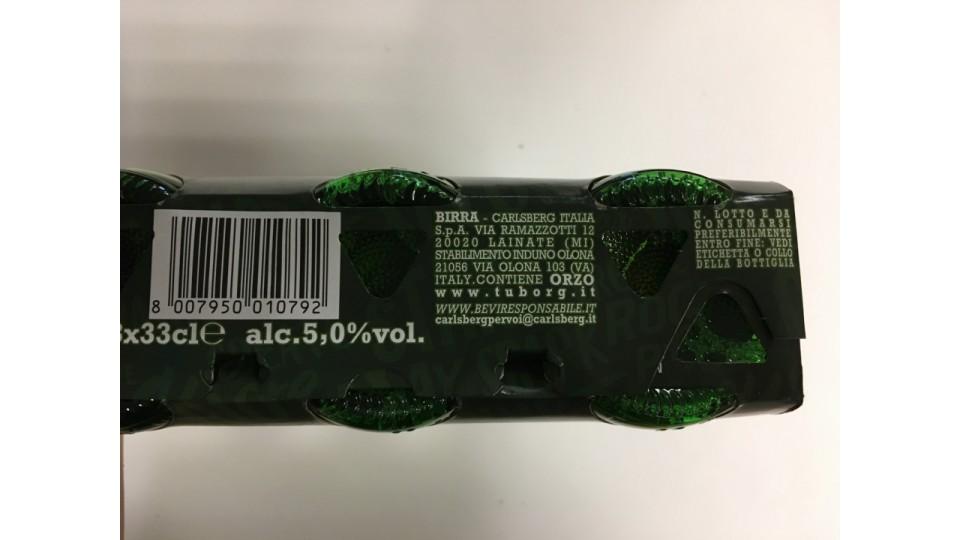 8 007950 010792
3x33cl℮ alc.5,0%vol.
BIRRA - CARLSBERG ITALIA
S.p.A. VIA RAMAZZOTTI 12
20020 LAINATE (MI)
STABILIMENTO INDUNO OLONA
21056 VIA OLONA 103 (VA)
ITALY.CONTIENE ORZO
www.tuborg.it
WWW.BEVIRESPONSABILE.IT
carlsbergpervoi@carlsberg.it
N. LOTTO E DA
CONSUMARSI
PREFERIBILMENTE
ENTRO FINE: VEDI
ETICHETTA O COLLO
DELLA BOTTIGLIA